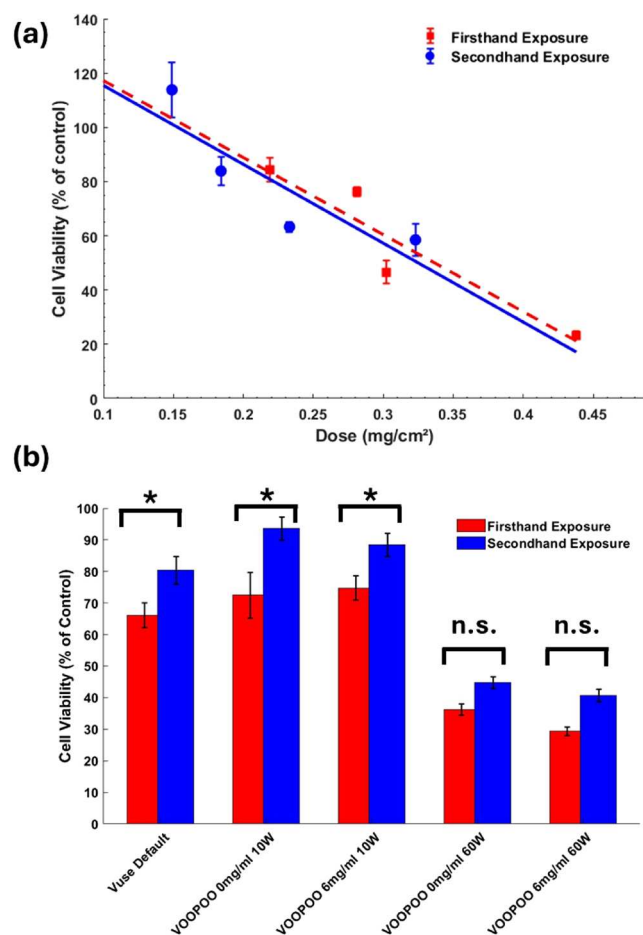 (a)
Firsthand Exposure
Secondhand Exposure
140
120
100
80
60
40
20
0
Cell Viability (% of control)
0.1 0.15 0.2 0.25 0.3 0.35 0.4 0.45
Dose (mg/cm²)
(b)
100
90
80
70
60
50
40
30
20
10
0
Cell Viability (% of Control)
* * * n.s. n.s.
Firsthand Exposure
Secondhand Exposure
Vuse Default
VOOPOO 0mg/ml 10W
VOOPOO 6mg/ml 10W
VOOPOO 0mg/ml 60W
VOOPOO 6mg/ml 60W